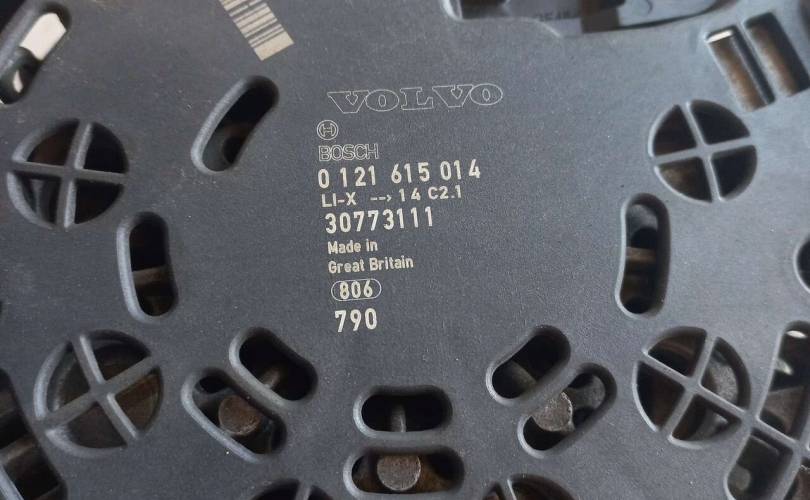 VOLVO
BOSCH
0 121 615 014
LI-X --> 14 C2.1
30773111
Made in
Great Britain
806
790